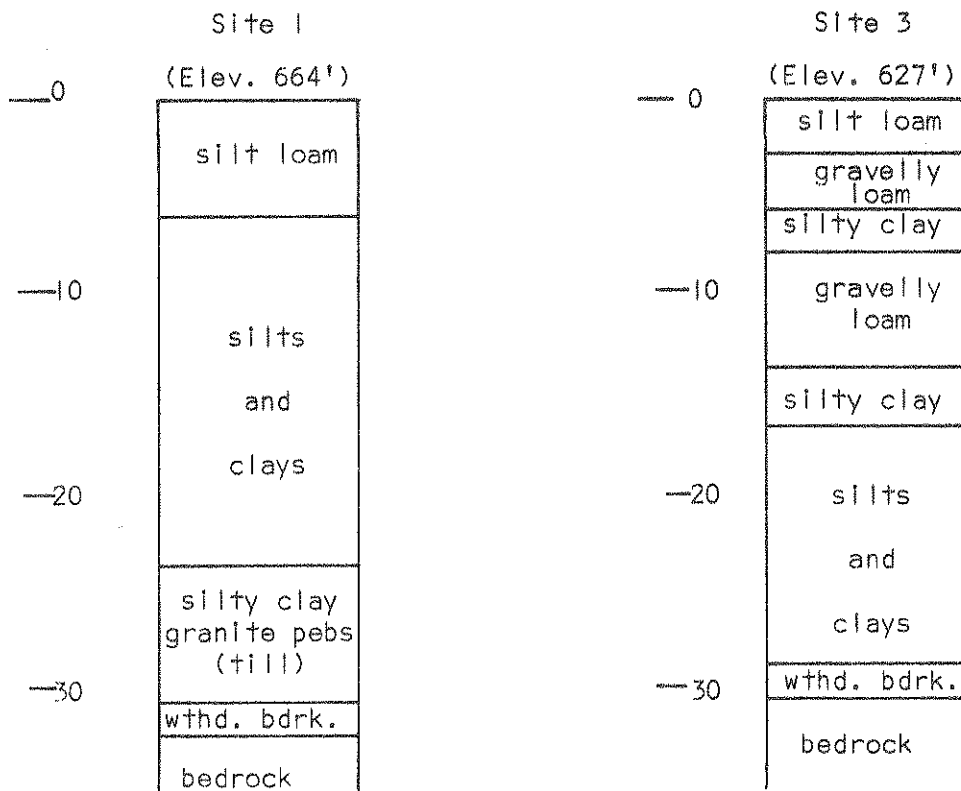 Site 1
(Elev. 664')
0
silt loam
10
silts
and
clays
20
silty clay
granite pebs
(till)
30
wthd. bdrk.
bedrock
Site 3
(Elev. 627')
0
silt loam
gravelly
loam
silty clay
10
gravelly
loam
silty clay
20
silts
and
clays
30
wthd. bdrk.
bedrock